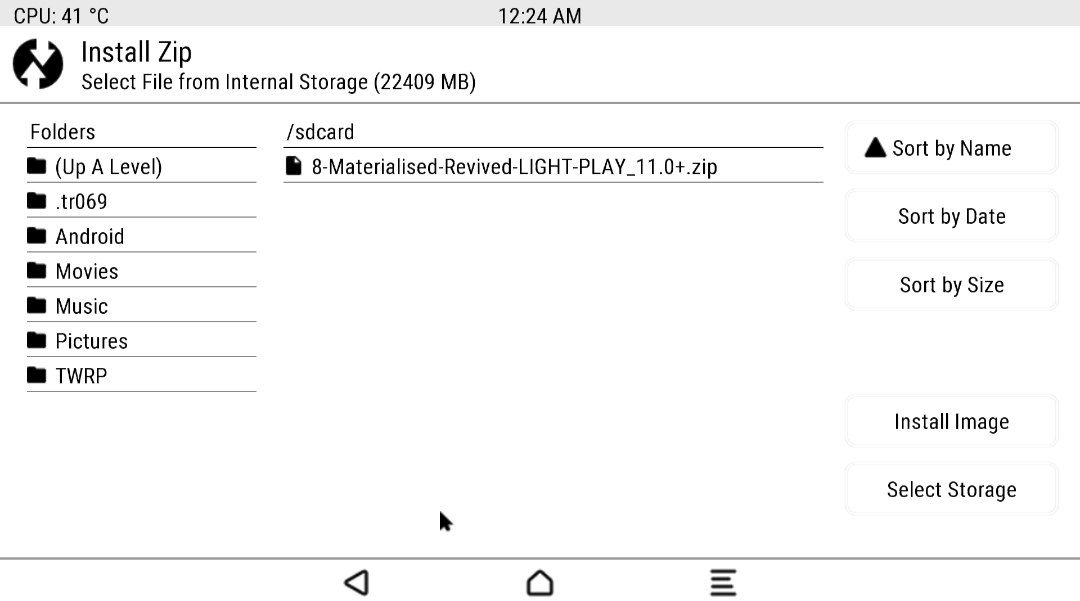 CPU: 41 °C
12:24 AM
Install Zip
Select File from Internal Storage (22409 MB)
Folders
(Up A Level)
.tr069
Android
Movies
Music
Pictures
TWRP
/sdcard
8-Materialised-Revived-LIGHT-PLAY_11.0+.zip
Sort by Name
Sort by Date
Sort by Size
Install Image
Select Storage